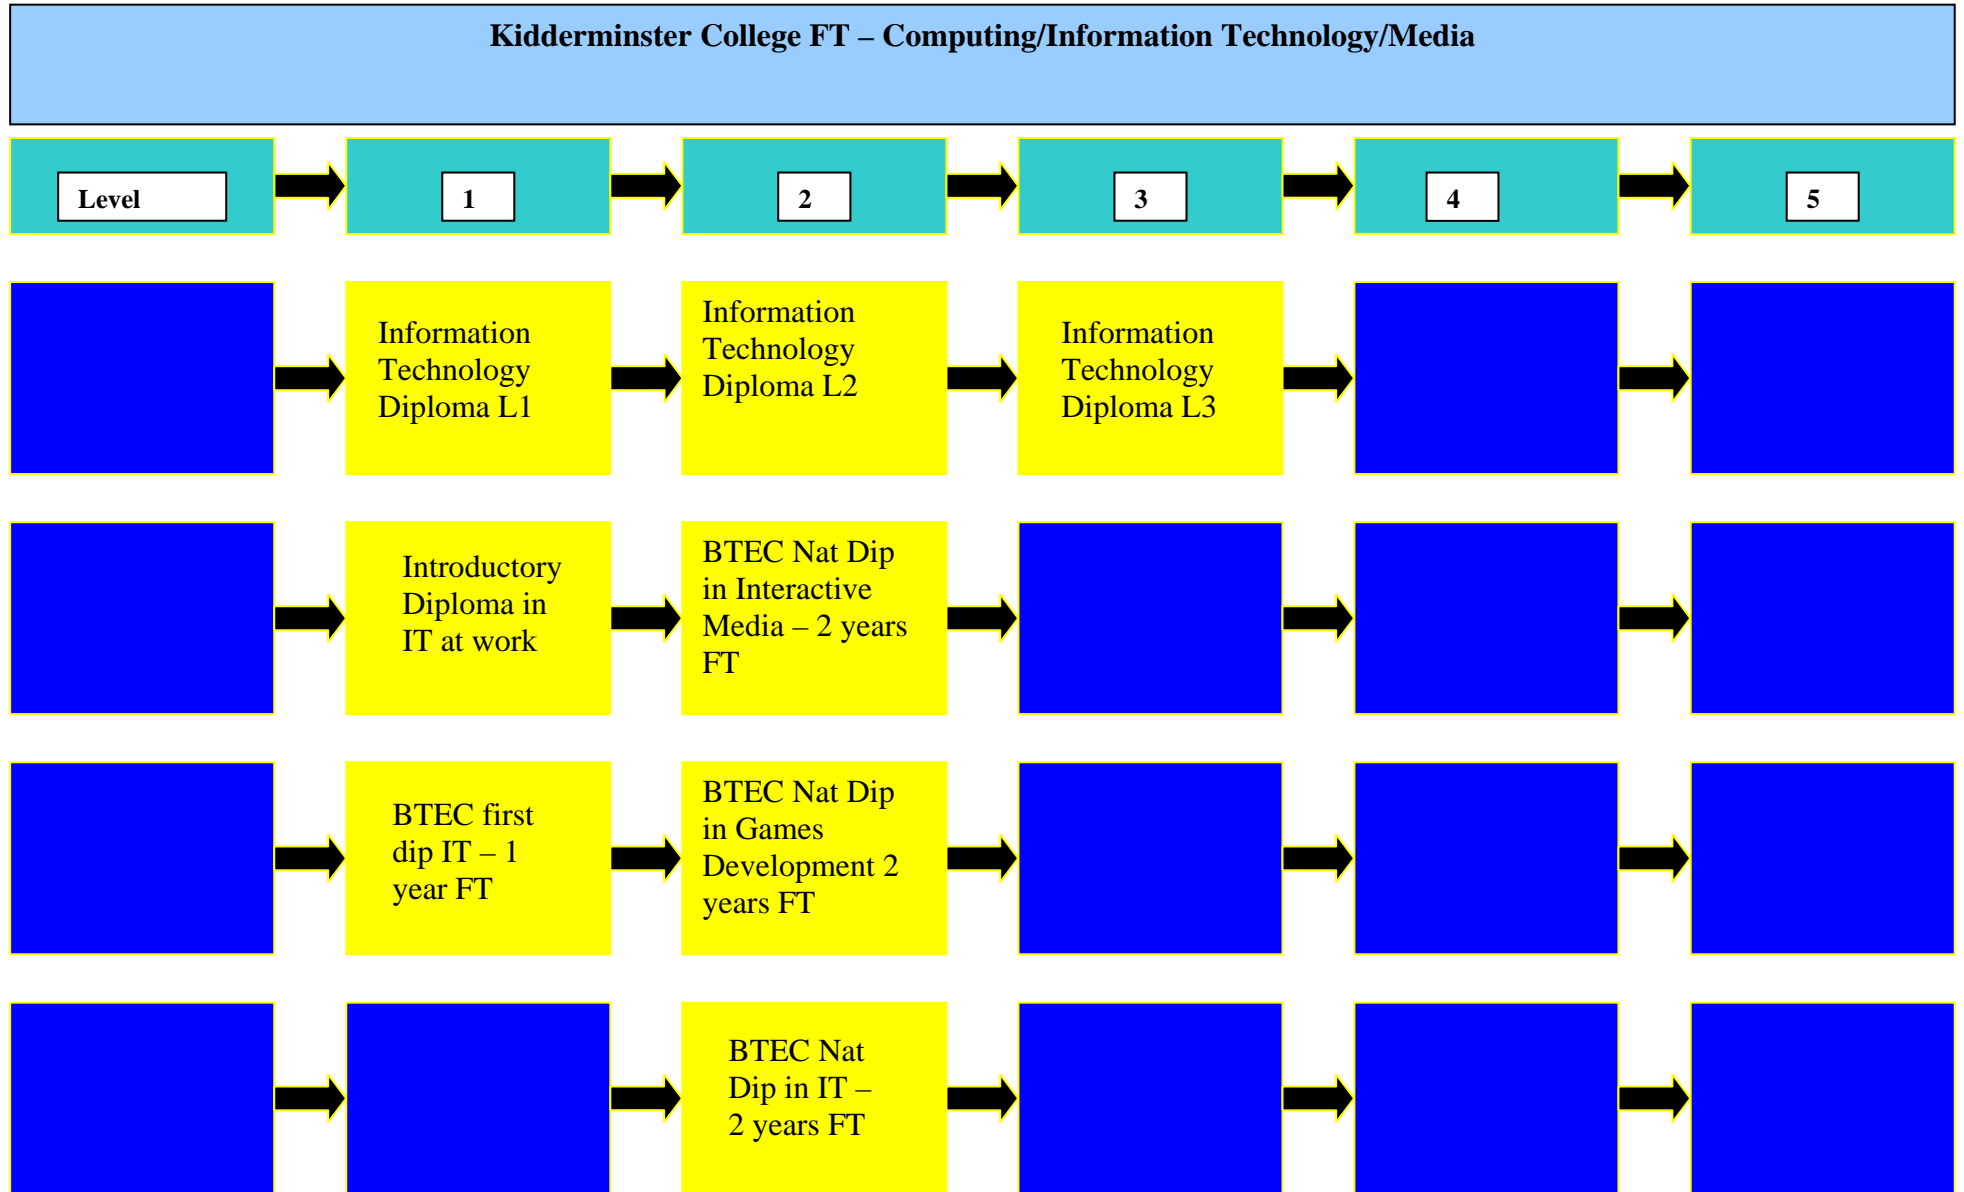 Kidderminster College FT – Computing/Information Technology/Media
Level
1
2
3
4
5
Information
Technology
Diploma L1
Information
Technology
Diploma L2
Information
Technology
Diploma L3
Introductory
Diploma in
IT at work
BTEC Nat Dip
in Interactive
Media – 2 years
FT
BTEC first
dip IT – 1
year FT
BTEC Nat Dip
in Games
Development 2
years FT
BTEC Nat
Dip in IT –
2 years FT